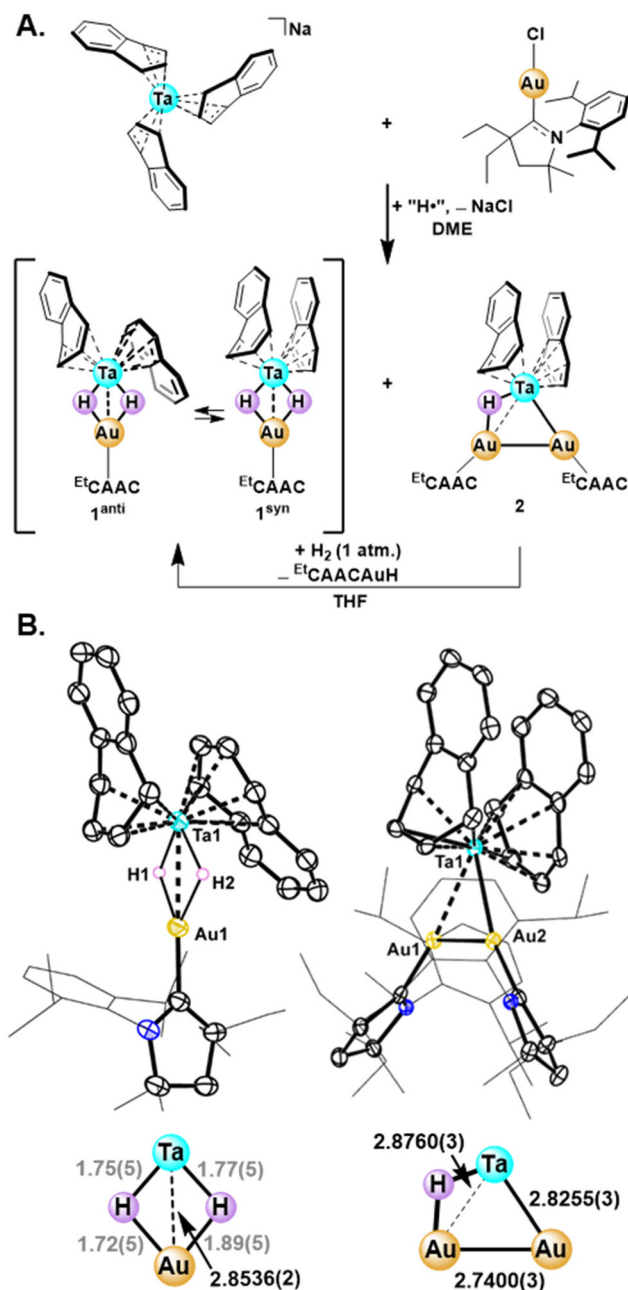 A.
Na
Ta
Cl
Au
N
+
+ "H•", – NaCl
DME
Ta
H H
Au
EtCAAC
1anti
Ta
H H
Au
EtCAAC
1syn
+
Ta
H
Au Au
EtCAAC EtCAAC
2
+ H2 (1 atm.)
– EtCAACAuH
THF
B.
Ta1
H1 H2
Au1
Ta1
Au1 Au2
1.75(5) Ta 1.77(5)
H H
1.72(5) Au 1.89(5)
2.8536(2)
2.8760(3) Ta
H
2.8255(3)
Au Au
2.7400(3)